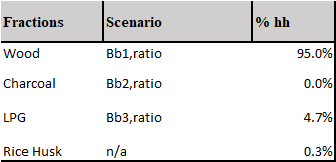 Fractions Scenario % hh
Wood Bb1,ratio 95.0%
Charcoal Bb2,ratio 0.0%
LPG Bb3,ratio 4.7%
Rice Husk n/a 0.3%